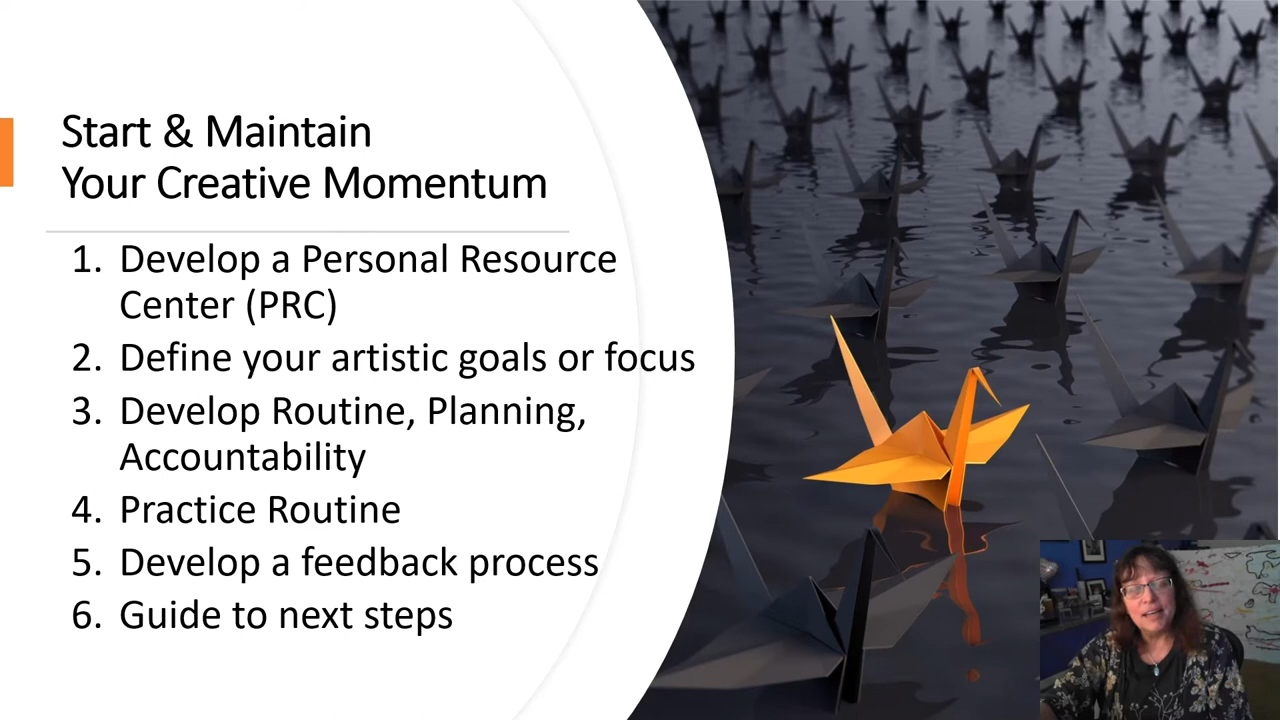 Start & Maintain
Your Creative Momentum
1. Develop a Personal Resource
Center (PRC)
2. Define your artistic goals or focus
3. Develop Routine, Planning,
Accountability
4. Practice Routine
5. Develop a feedback process
6. Guide to next steps